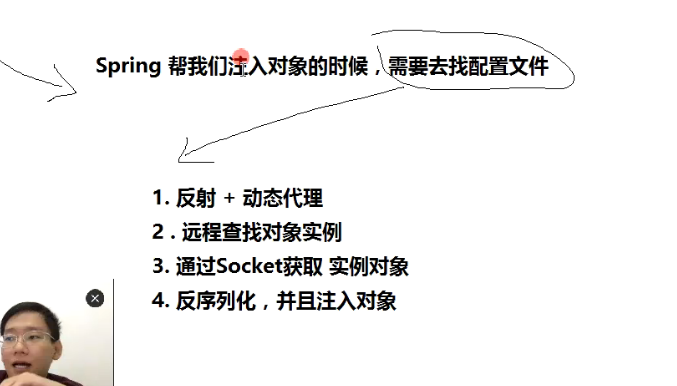 Spring 帮我们注入对象的时候，需要去找配置文件
1. 反射 + 动态代理
2 . 远程查找对象实例
3. 通过Socket获取 实例对象
4. 反序列化，并且注入对象